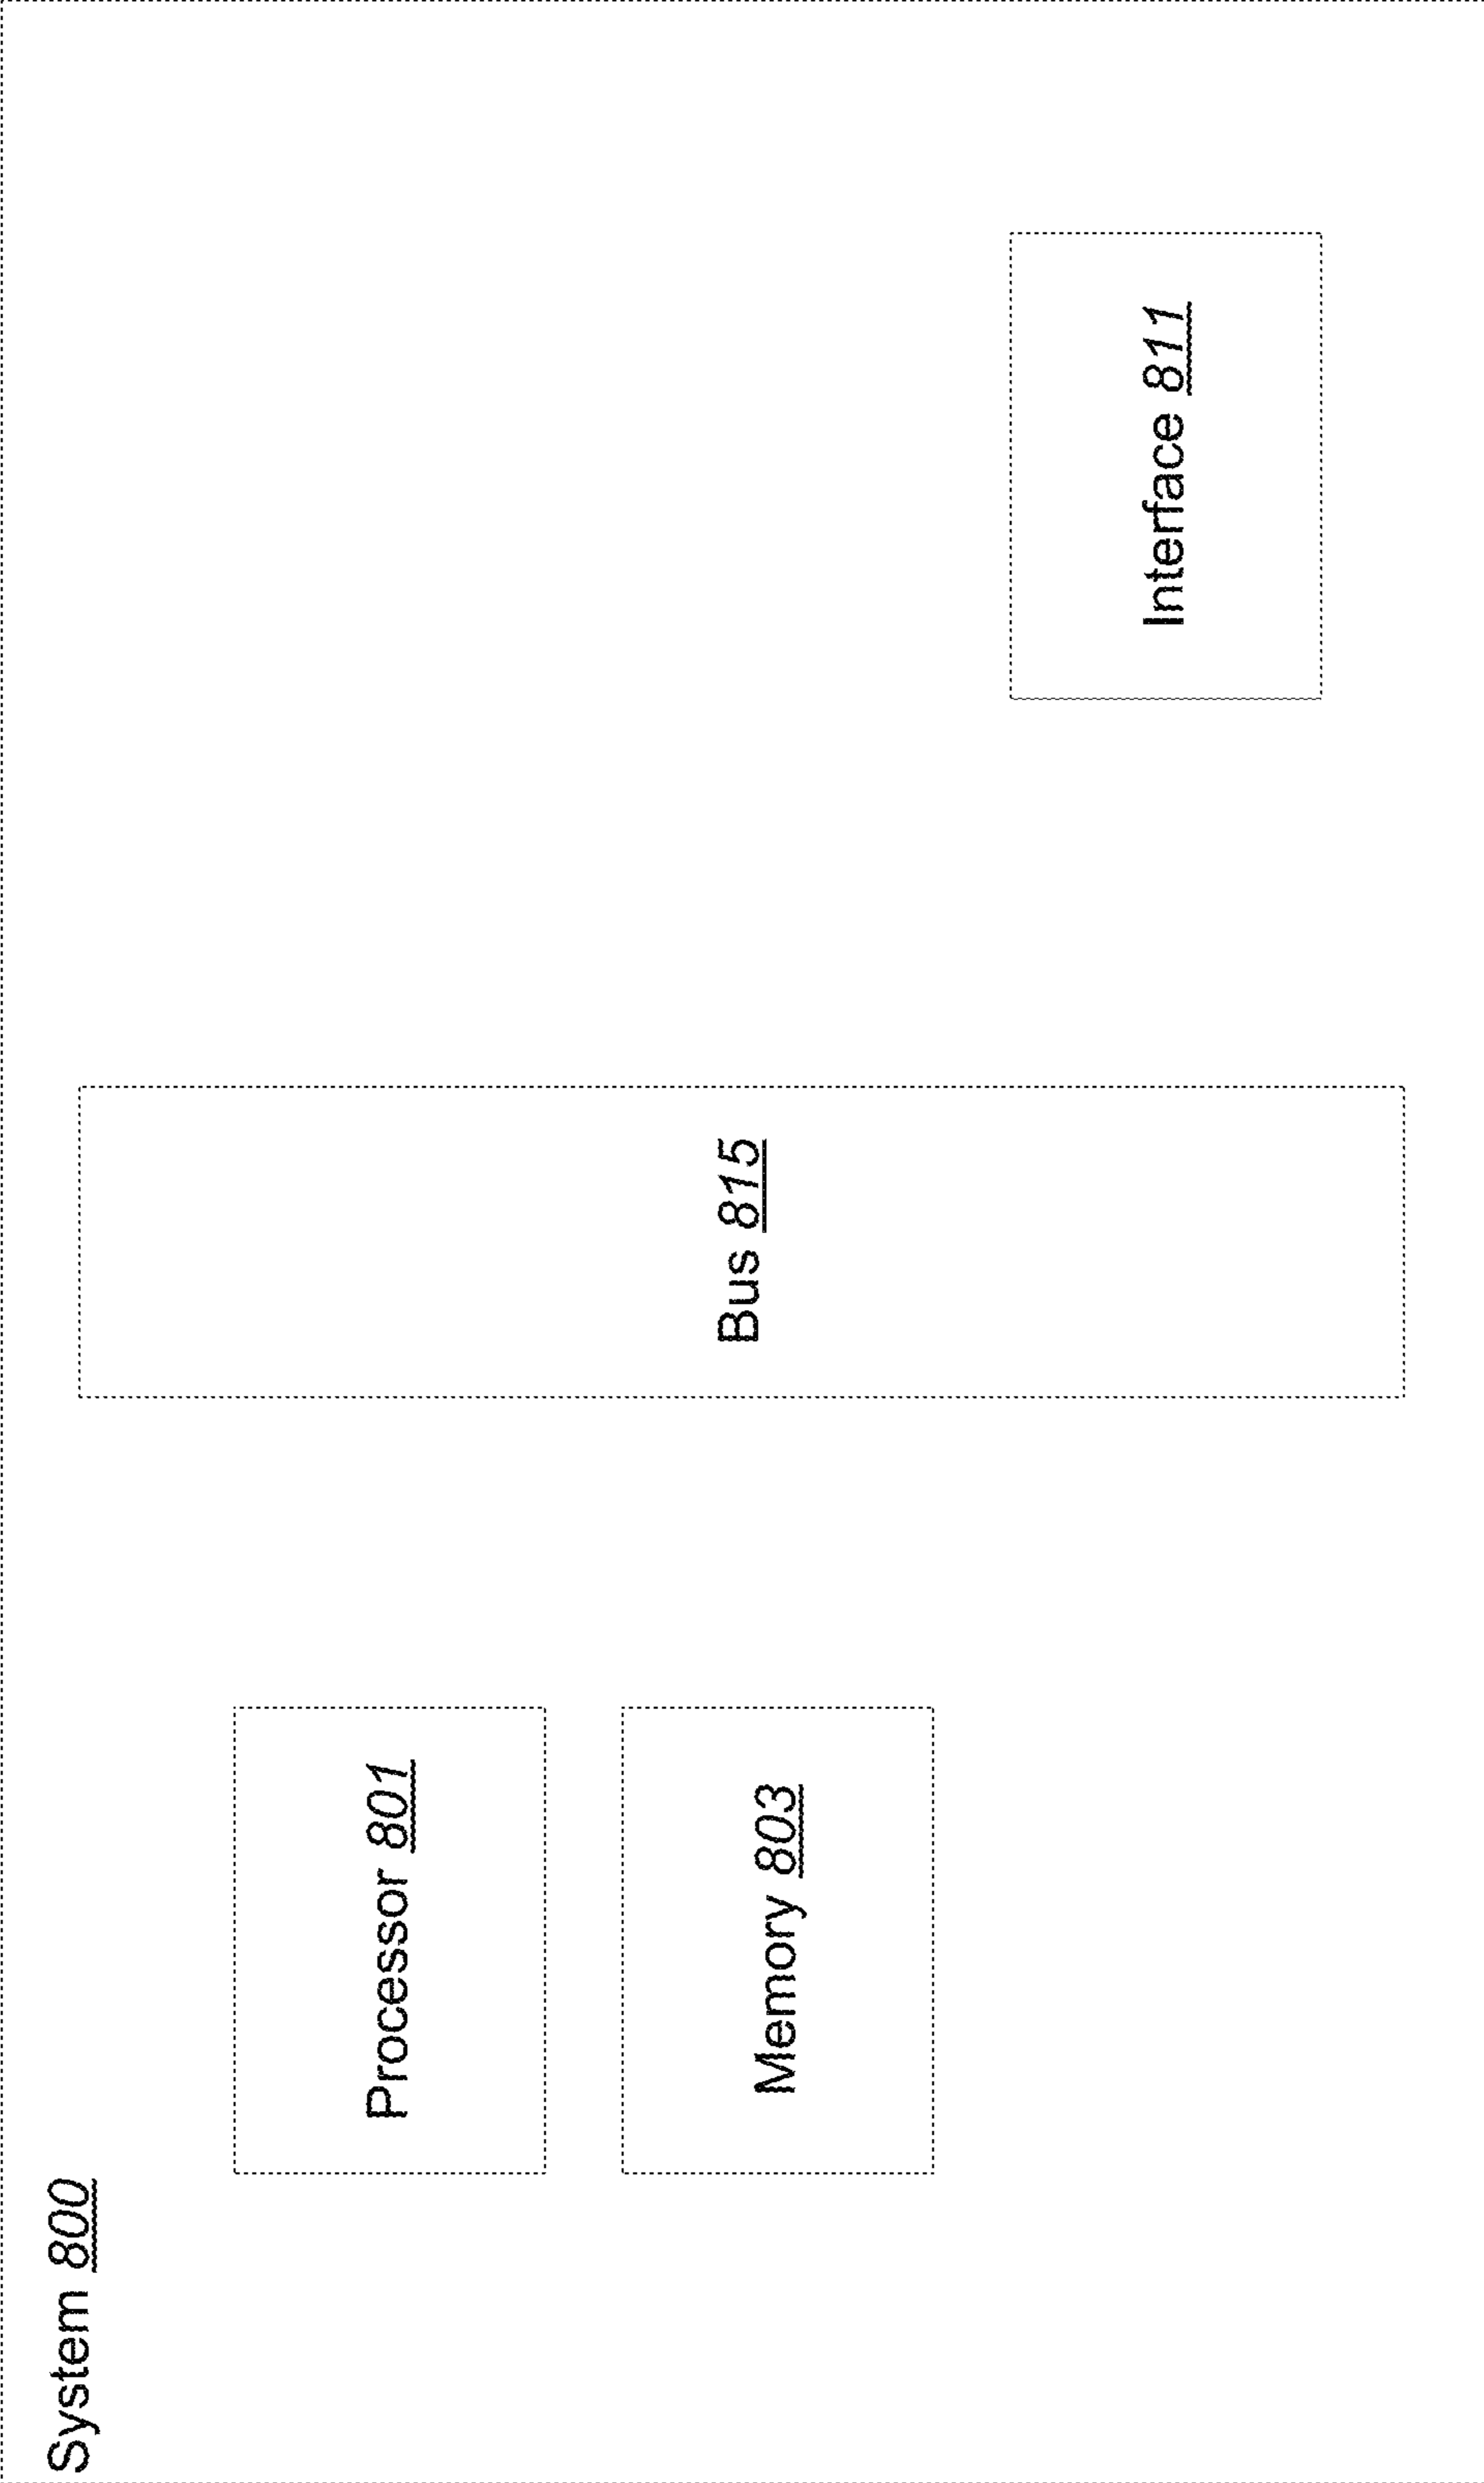 System 800
Processor 801
Memory 803
Bus 815
Interface 811